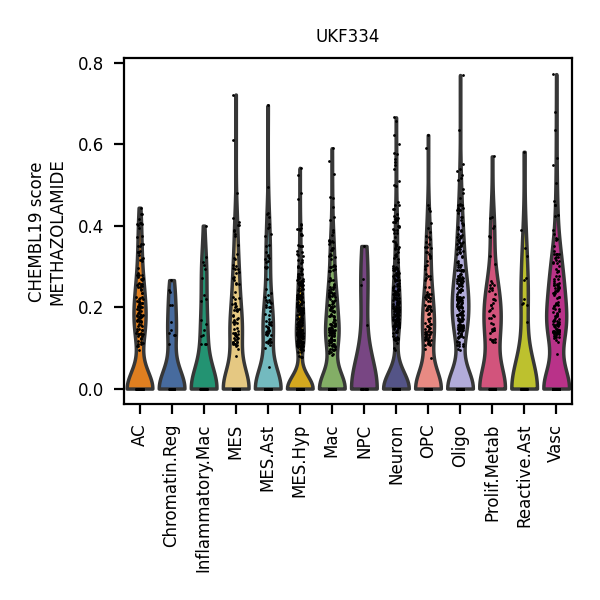 UKF334
CHEMBL19 score
METHAZOLAMIDE
0.8
0.6
0.4
0.2
0.0
AC
Chromatin.Reg
Inflammatory.Mac
MES
MES.Ast
MES.Hyp
Mac
NPC
Neuron
OPC
Oligo
Prolif.Metab
Reactive.Ast
Vasc